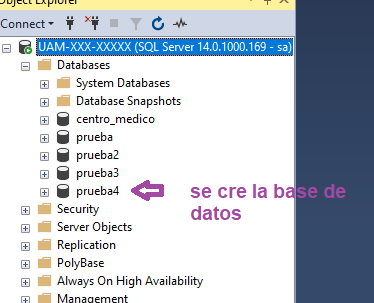 Object Explorer
Connect
UAM-XXX-XXXXX (SQL Server 14.0.1000.169 - sa)
Databases
System Databases
Database Snapshots
centro_medico
prueba
prueba2
prueba3
prueba4
se cre la base de
datos
Security
Server Objects
Replication
PolyBase
Always On High Availability
Management